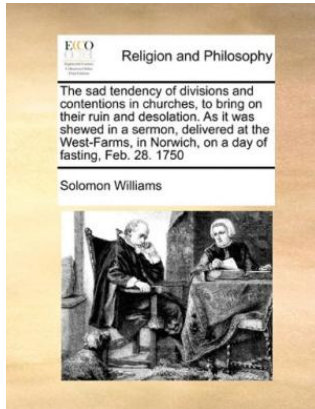 ECCO
Religion and Philosophy
The sad tendency of divisions and
contentions in churches, to bring on
their ruin and desolation. As it was
shewed in a sermon, delivered at the
West-Farms, in Norwich, on a day of
fasting, Feb. 28. 1750
Solomon Williams